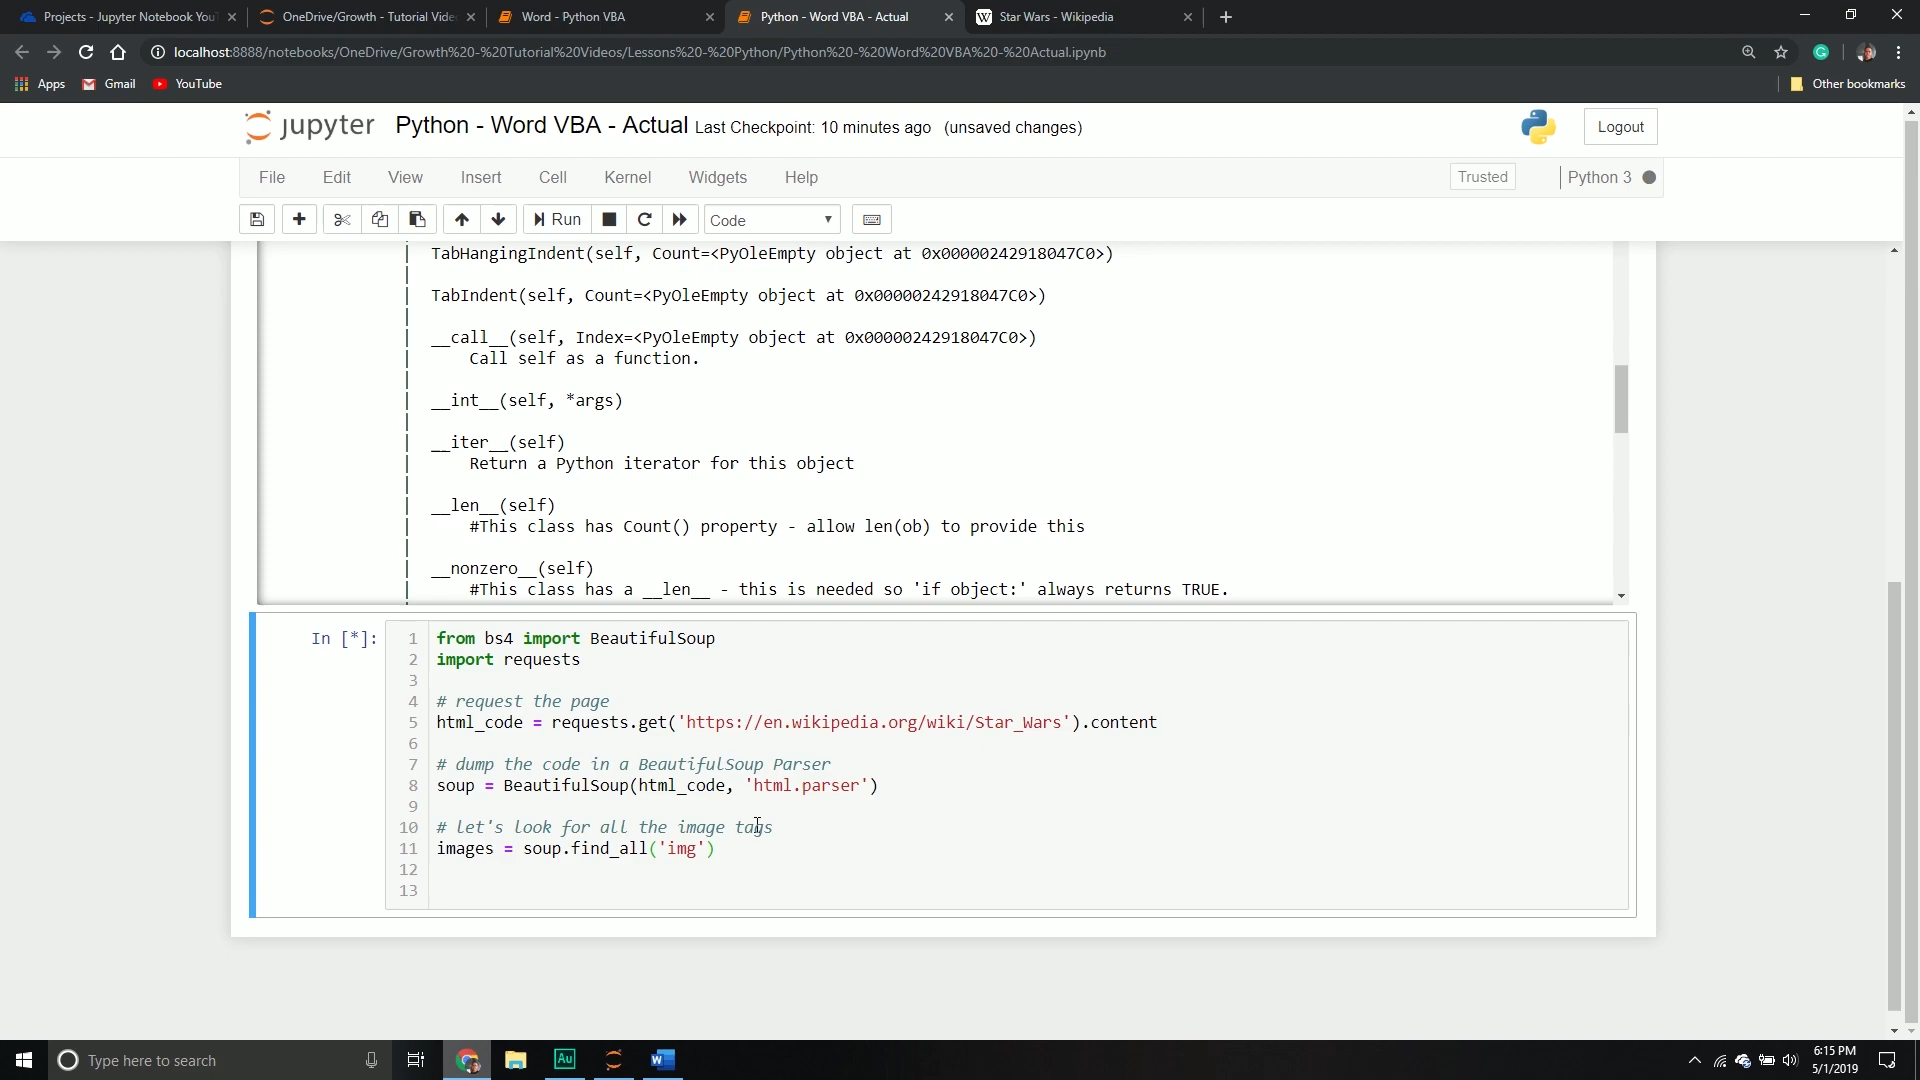 Projects - Jupyter Notebook You
OneDrive/Growth - Tutorial Vide
Word - Python VBA
Python - Word VBA - Actual
Star Wars - Wikipedia
localhost:8888/notebooks/OneDrive/Growth%20-%20Tutorial%20Videos/Lessons%20-%20Python/Python%20-%20Word%20VBA%20-%20Actual.ipynb
Apps
Gmail
YouTube
Other bookmarks
jupyter
Python - Word VBA - Actual
Last Checkpoint: 10 minutes ago (unsaved changes)
Logout
File
Edit
View
Insert
Cell
Kernel
Widgets
Help
Trusted
Python 3
Run
Code
TabHangingIndent(self, Count=<PyOleEmpty object at 0x00000242918047C0>)
TabIndent(self, Count=<PyOleEmpty object at 0x00000242918047C0>)
__call__(self, Index=<PyOleEmpty object at 0x00000242918047C0>)
Call self as a function.
__int__(self, *args)
__iter__(self)
Return a Python iterator for this object
__len__(self)
#This class has Count() property - allow len(ob) to provide this
__nonzero__(self)
#This class has a __len__ - this is needed so 'if object:' always returns TRUE.
In [*]:
1 from bs4 import BeautifulSoup
2 import requests
3
4 # request the page
5 html_code = requests.get('https://en.wikipedia.org/wiki/Star_Wars').content
6
7 # dump the code in a BeautifulSoup Parser
8 soup = BeautifulSoup(html_code, 'html.parser')
9
10 # let's look for all the image tags
11 images = soup.find_all('img')
12
13
Type here to search
Au
W
6:15 PM
5/1/2019